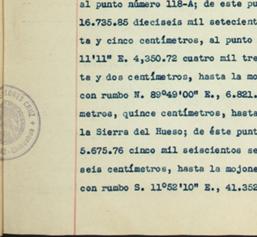 al punto número 118-A; de este pu
16.735.85 dieciseis mil setecient
ta y cinco centímetros, al punto
11'11" E. 4,350.72 cuatro mil tre
ta y dos centímetros, hasta la mo
con rumbo N. 89°49'00" E., 6.821.
metros, quince centímetros, hasta
la Sierra del Hueso; de éste punt
5.675.76 cinco mil seiscientos se
seis centímetros, hasta la mojone
con rumbo S. 11°52'10" E., 41.352